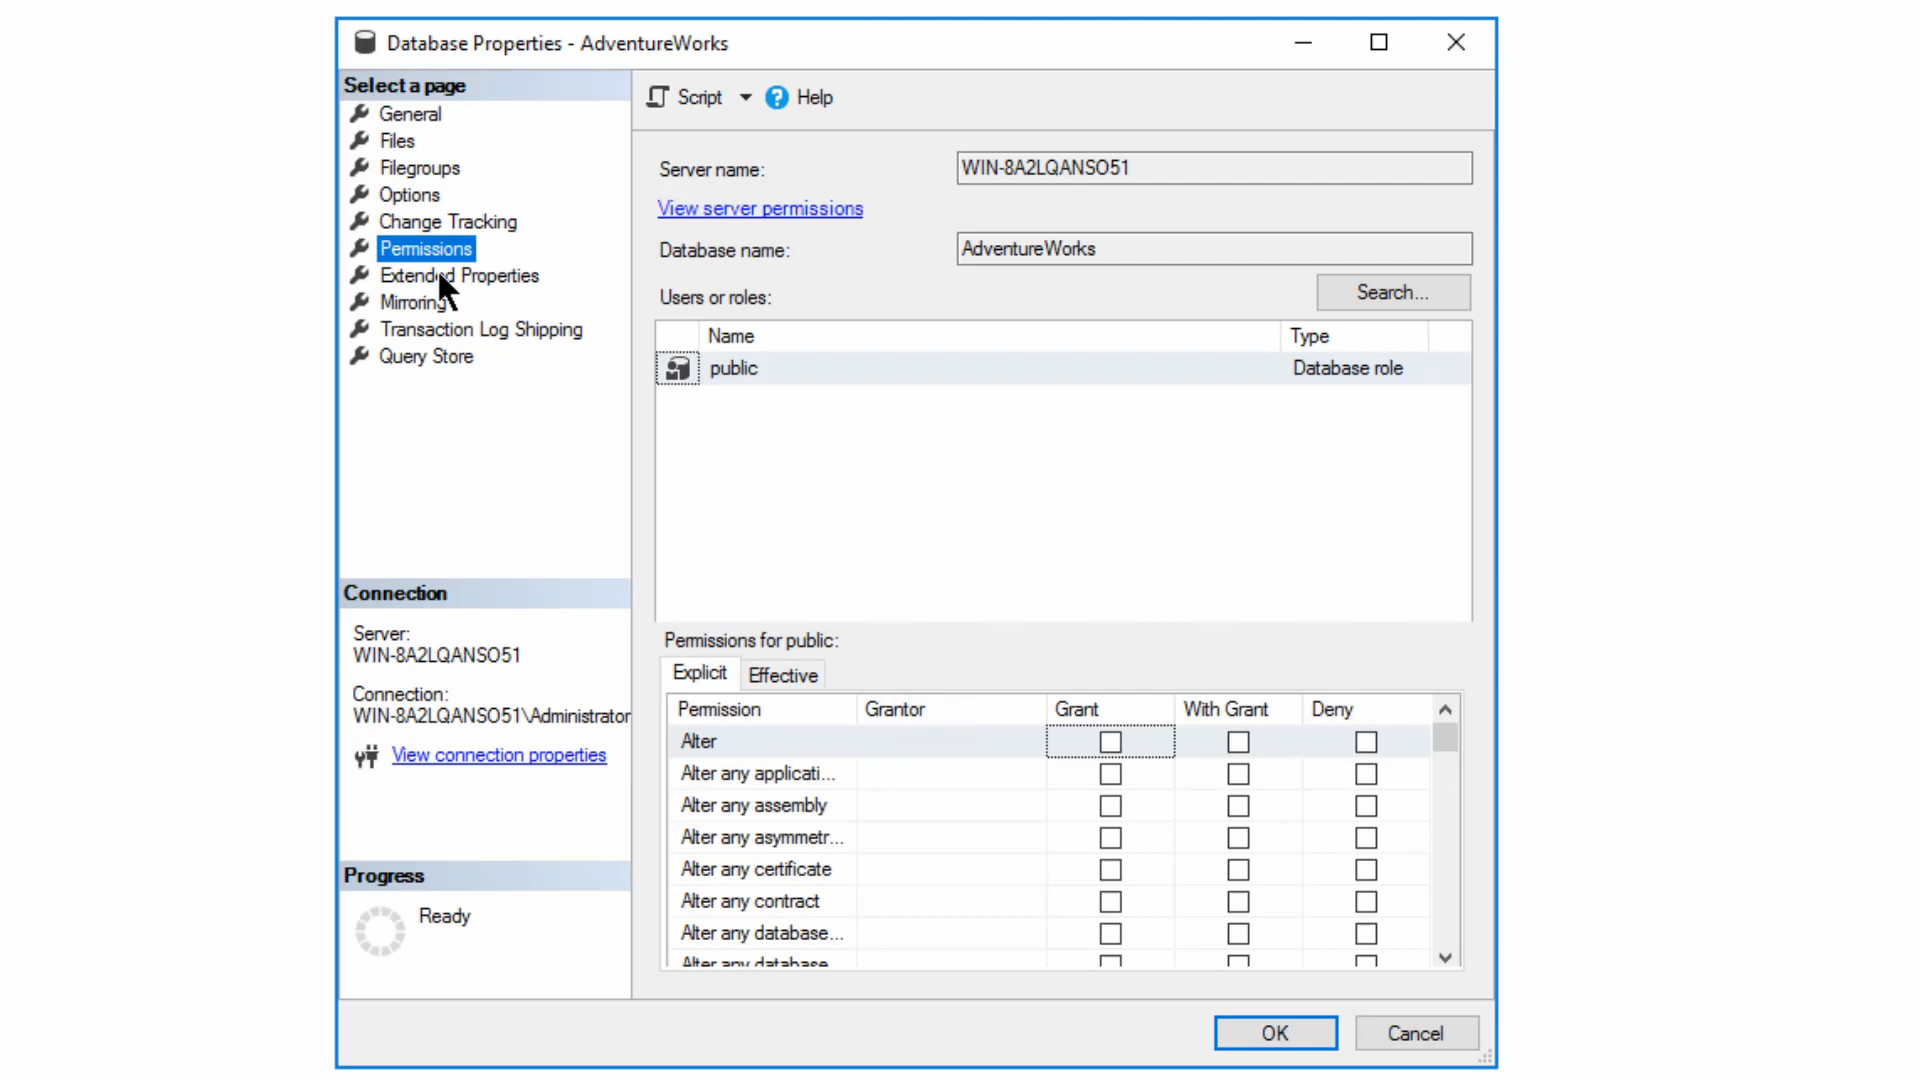 Database Properties - AdventureWorks
Select a page
General
Files
Filegroups
Options
Change Tracking
Permissions
Extended Properties
Mirroring
Transaction Log Shipping
Query Store
Connection
Server:
WIN-8A2LQANSO51
Connection:
WIN-8A2LQANSO51\Administrator
View connection properties
Progress
Ready
Script
Help
Server name:
WIN-8A2LQANSO51
View server permissions
Database name:
AdventureWorks
Users or roles:
Search...
Name Type
public Database role
Permissions for public:
Explicit Effective
Permission Grantor Grant With Grant Deny
Alter
Alter any applicati...
Alter any assembly
Alter any asymmetr...
Alter any certificate
Alter any contract
Alter any database...
Alter any database
OK Cancel